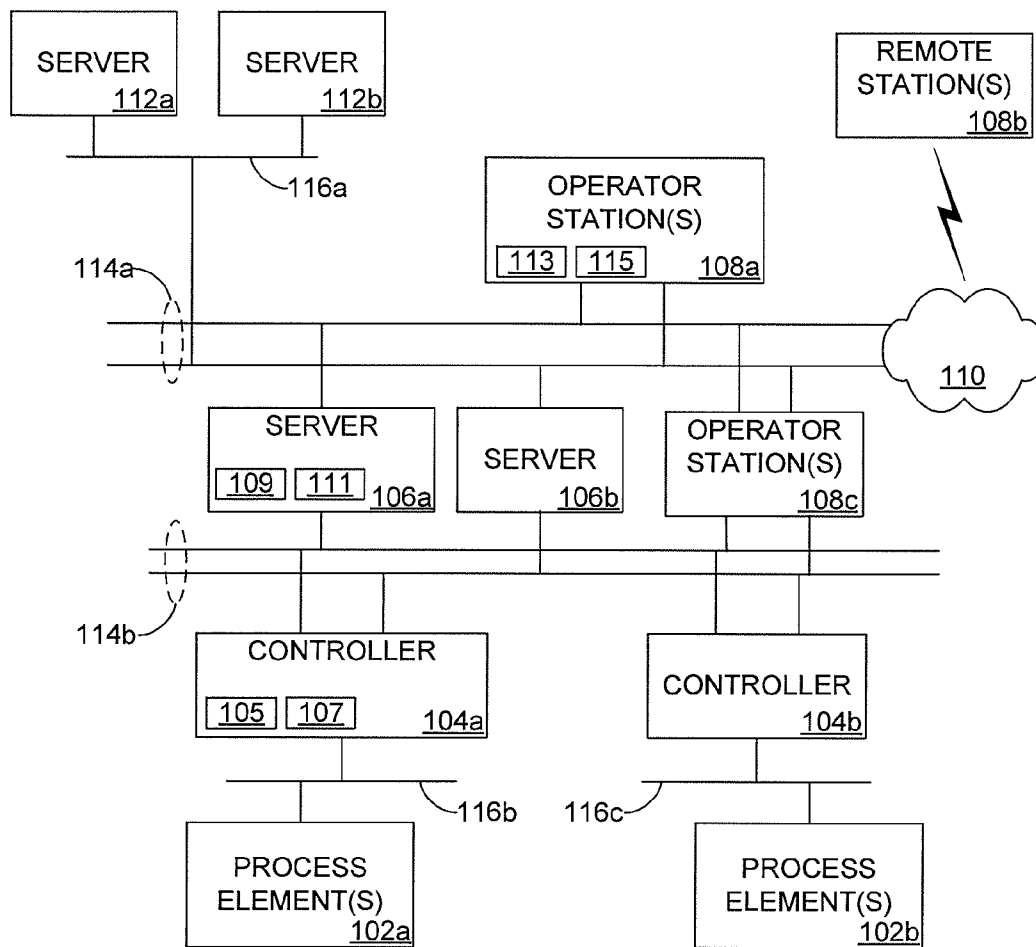 SERVER
112a
SERVER
112b
REMOTE
STATION(S)
108b
116a
OPERATOR
STATION(S)
113
115
108a
114a
110
SERVER
109
111
106a
SERVER
106b
OPERATOR
STATION(S)
108c
114b
CONTROLLER
105
107
104a
CONTROLLER
104b
116b
116c
PROCESS
ELEMENT(S)
102a
PROCESS
ELEMENT(S)
102b